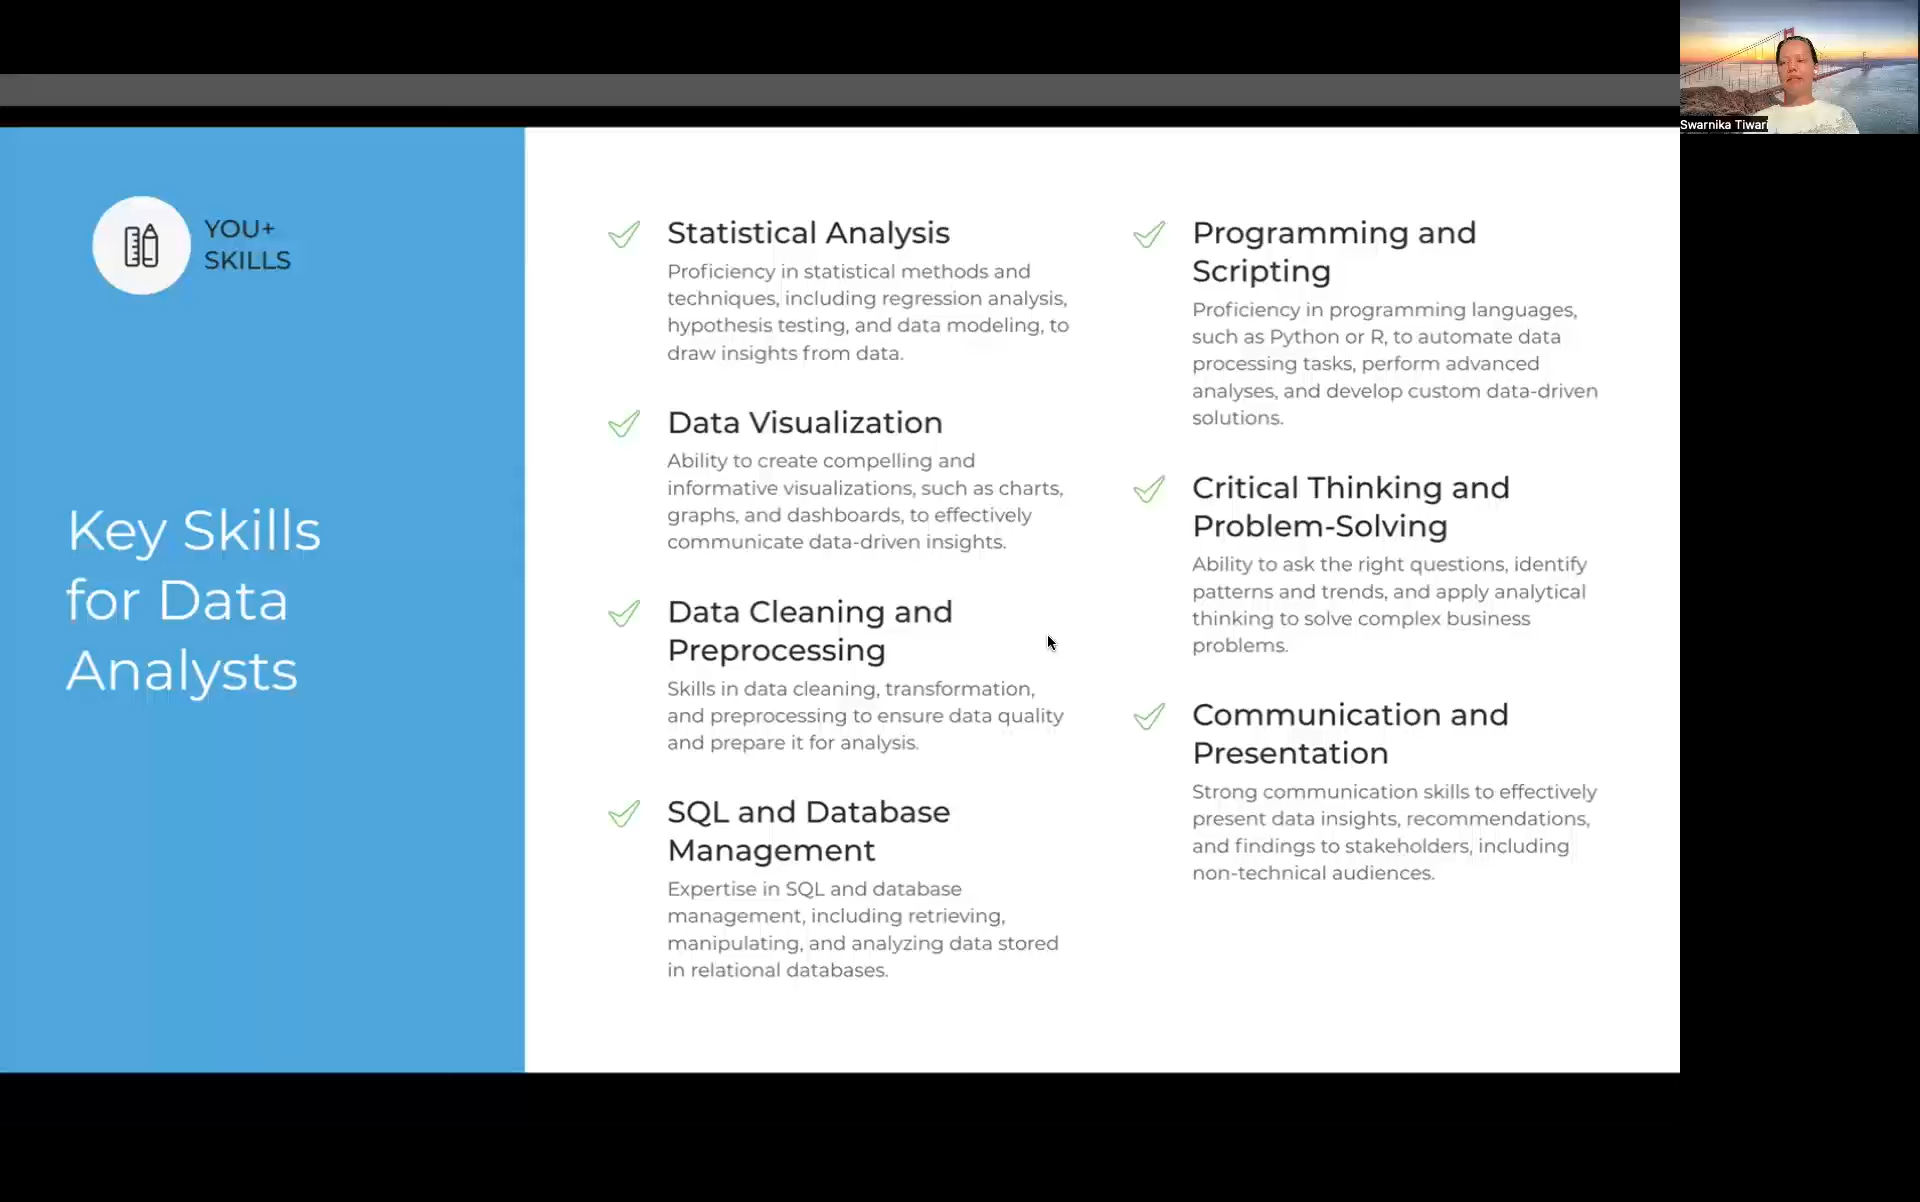 YOU+
SKILLS
Key Skills
for Data
Analysts
Statistical Analysis
Proficiency in statistical methods and
techniques, including regression analysis,
hypothesis testing, and data modeling, to
draw insights from data.
Data Visualization
Ability to create compelling and
informative visualizations, such as charts,
graphs, and dashboards, to effectively
communicate data-driven insights.
Data Cleaning and
Preprocessing
Skills in data cleaning, transformation,
and preprocessing to ensure data quality
and prepare it for analysis.
SQL and Database
Management
Expertise in SQL and database
management, including retrieving,
manipulating, and analyzing data stored
in relational databases.
Programming and
Scripting
Proficiency in programming languages,
such as Python or R, to automate data
processing tasks, perform advanced
analyses, and develop custom data-driven
solutions.
Critical Thinking and
Problem-Solving
Ability to ask the right questions, identify
patterns and trends, and apply analytical
thinking to solve complex business
problems.
Communication and
Presentation
Strong communication skills to effectively
present data insights, recommendations,
and findings to stakeholders, including
non-technical audiences.
Swarnika Tiwari